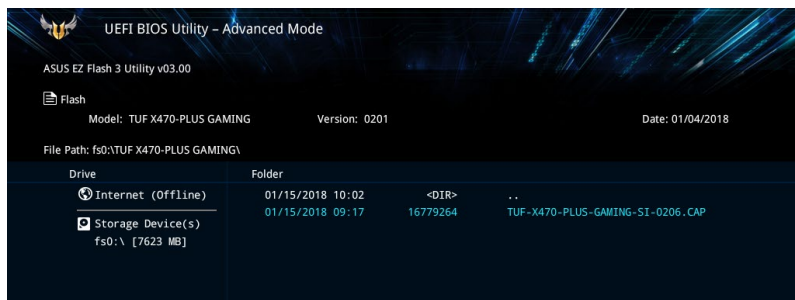 UEFI BIOS Utility – Advanced Mode
ASUS EZ Flash 3 Utility v03.00
Flash
Model: TUF X470-PLUS GAMING Version: 0201 Date: 01/04/2018
File Path: fs0:\TUF X470-PLUS GAMING\
Drive Folder
Internet (Offline) 01/15/2018 10:02 <DIR> ..
01/15/2018 09:17 16779264 TUF-X470-PLUS-GAMING-SI-0206.CAP
Storage Device(s)
fs0:\ [7623 MB]